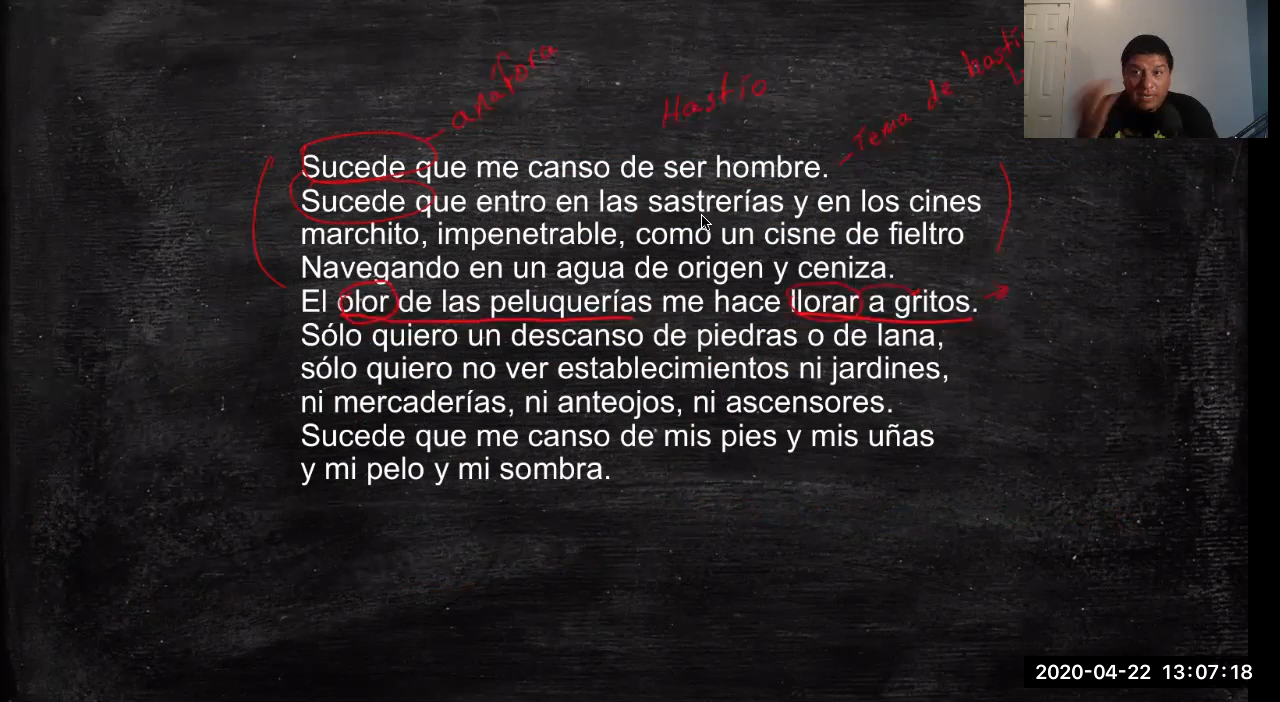 anáfora
Hastío
- Tema de hastí
Sucede que me canso de ser hombre.
Sucede que entro en las sastrerías y en los cines
marchito, impenetrable, como un cisne de fieltro
Navegando en un agua de origen y ceniza.
El olor de las peluquerías me hace llorar a gritos.
Sólo quiero un descanso de piedras o de lana,
sólo quiero no ver establecimientos ni jardines,
ni mercaderías, ni anteojos, ni ascensores.
Sucede que me canso de mis pies y mis uñas
y mi pelo y mi sombra.
2020-04-22 13:07:18